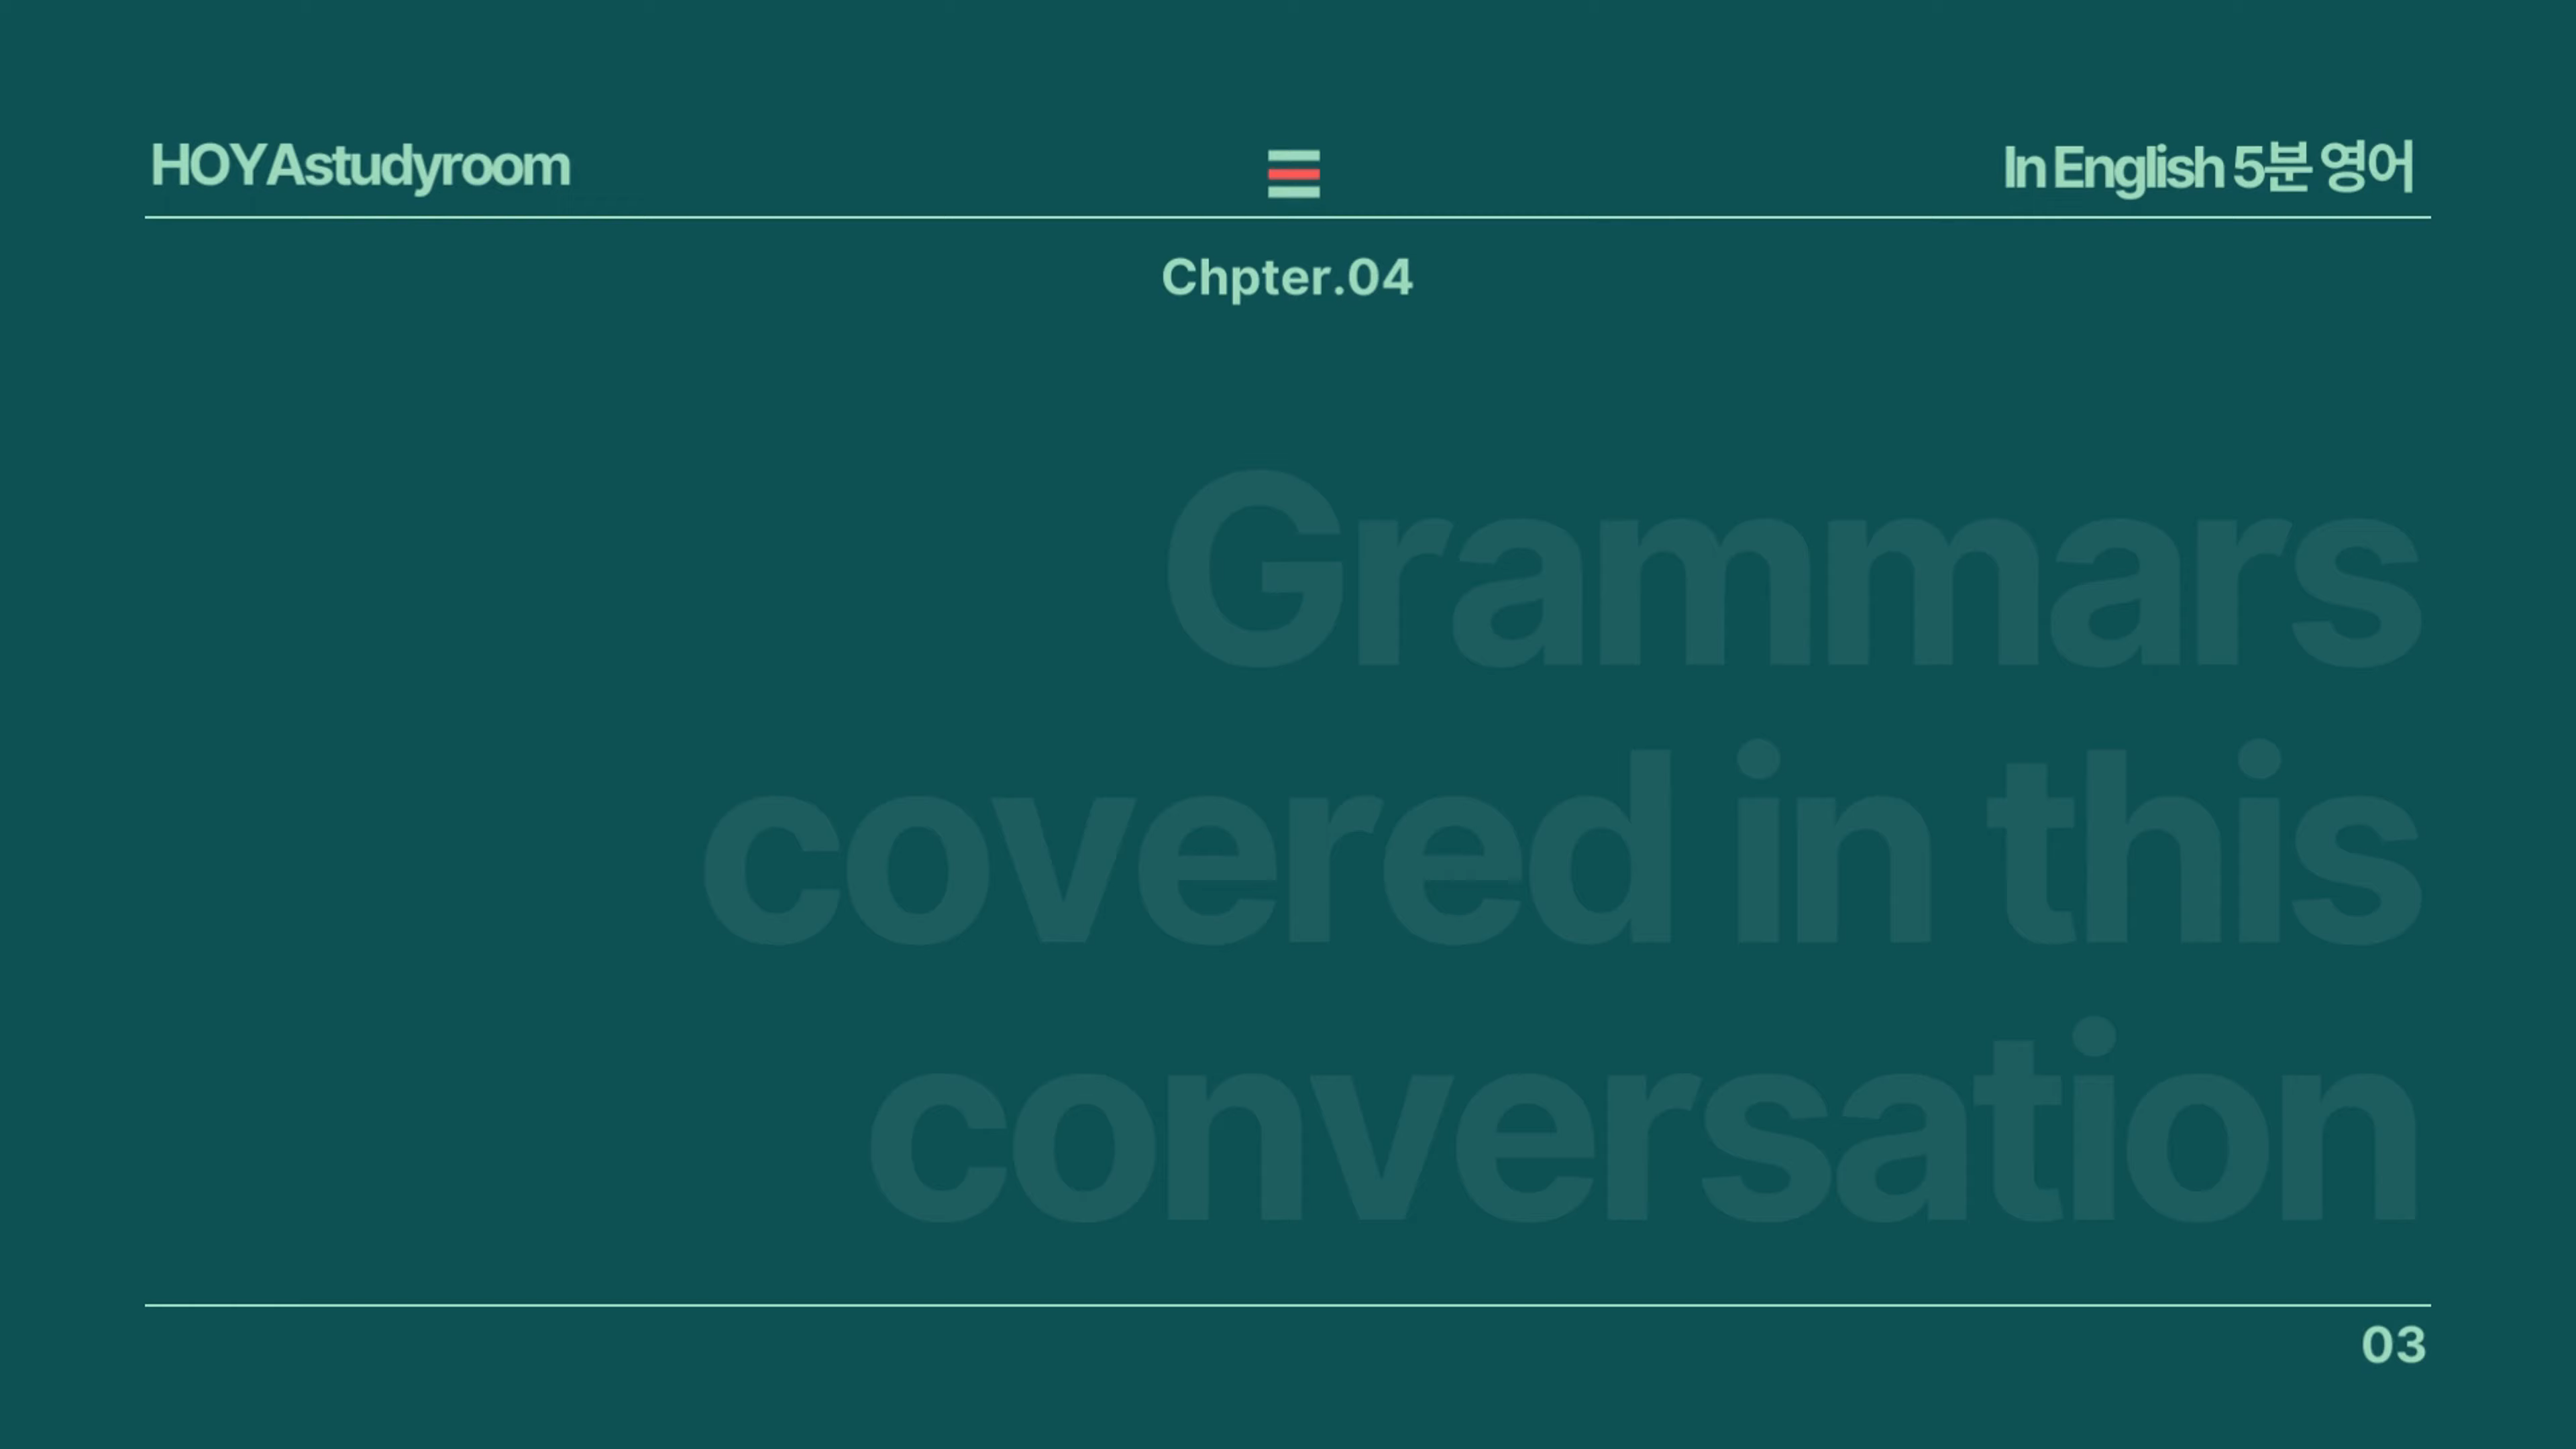 HOYAstudyroom
In English 5분 영어
Chpter.04
Grammars
covered in this
conversation
03